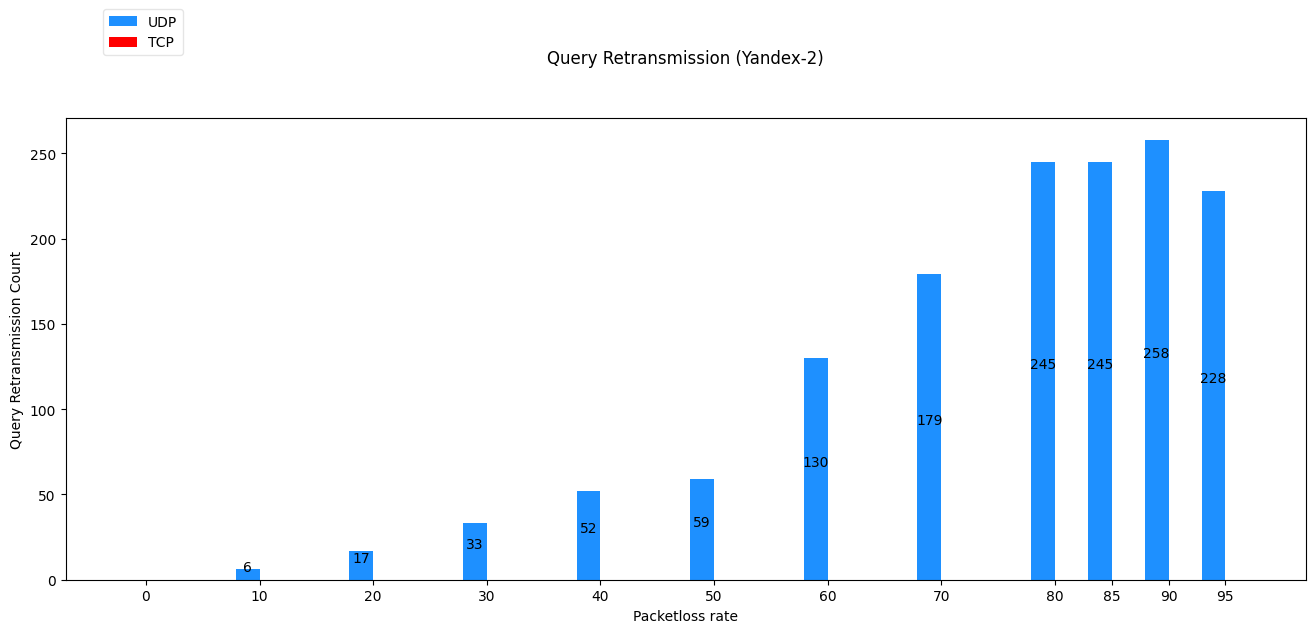 UDP
TCP
Query Retransmission (Yandex-2)
Query Retransmission Count
250
200
150
100
50
0
6
17
33
52
59
130
179
245
245
258
228
0 10 20 30 40 50 60 70 80 85 90 95
Packetloss rate